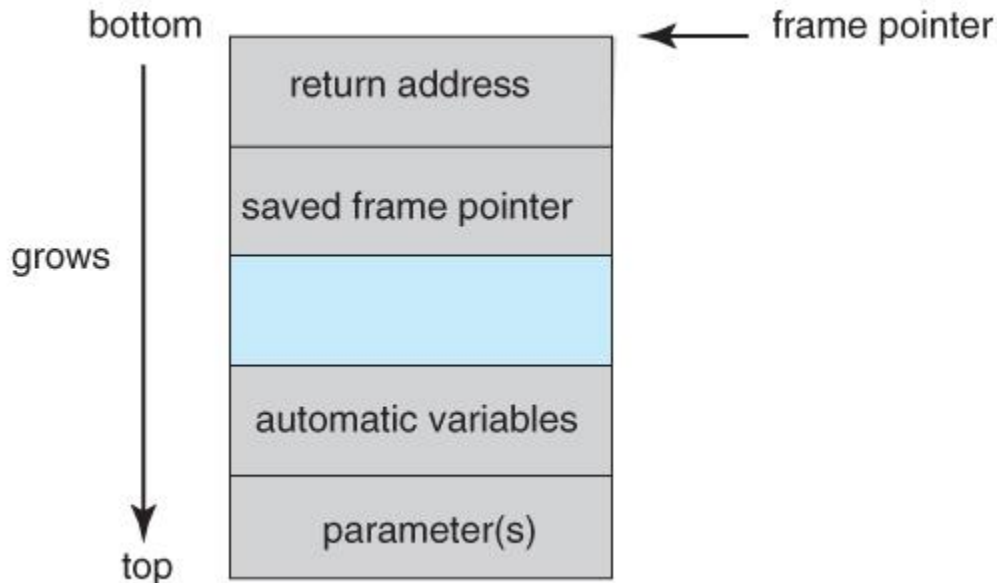 bottom
frame pointer
return address
saved frame pointer
grows
automatic variables
parameter(s)
top